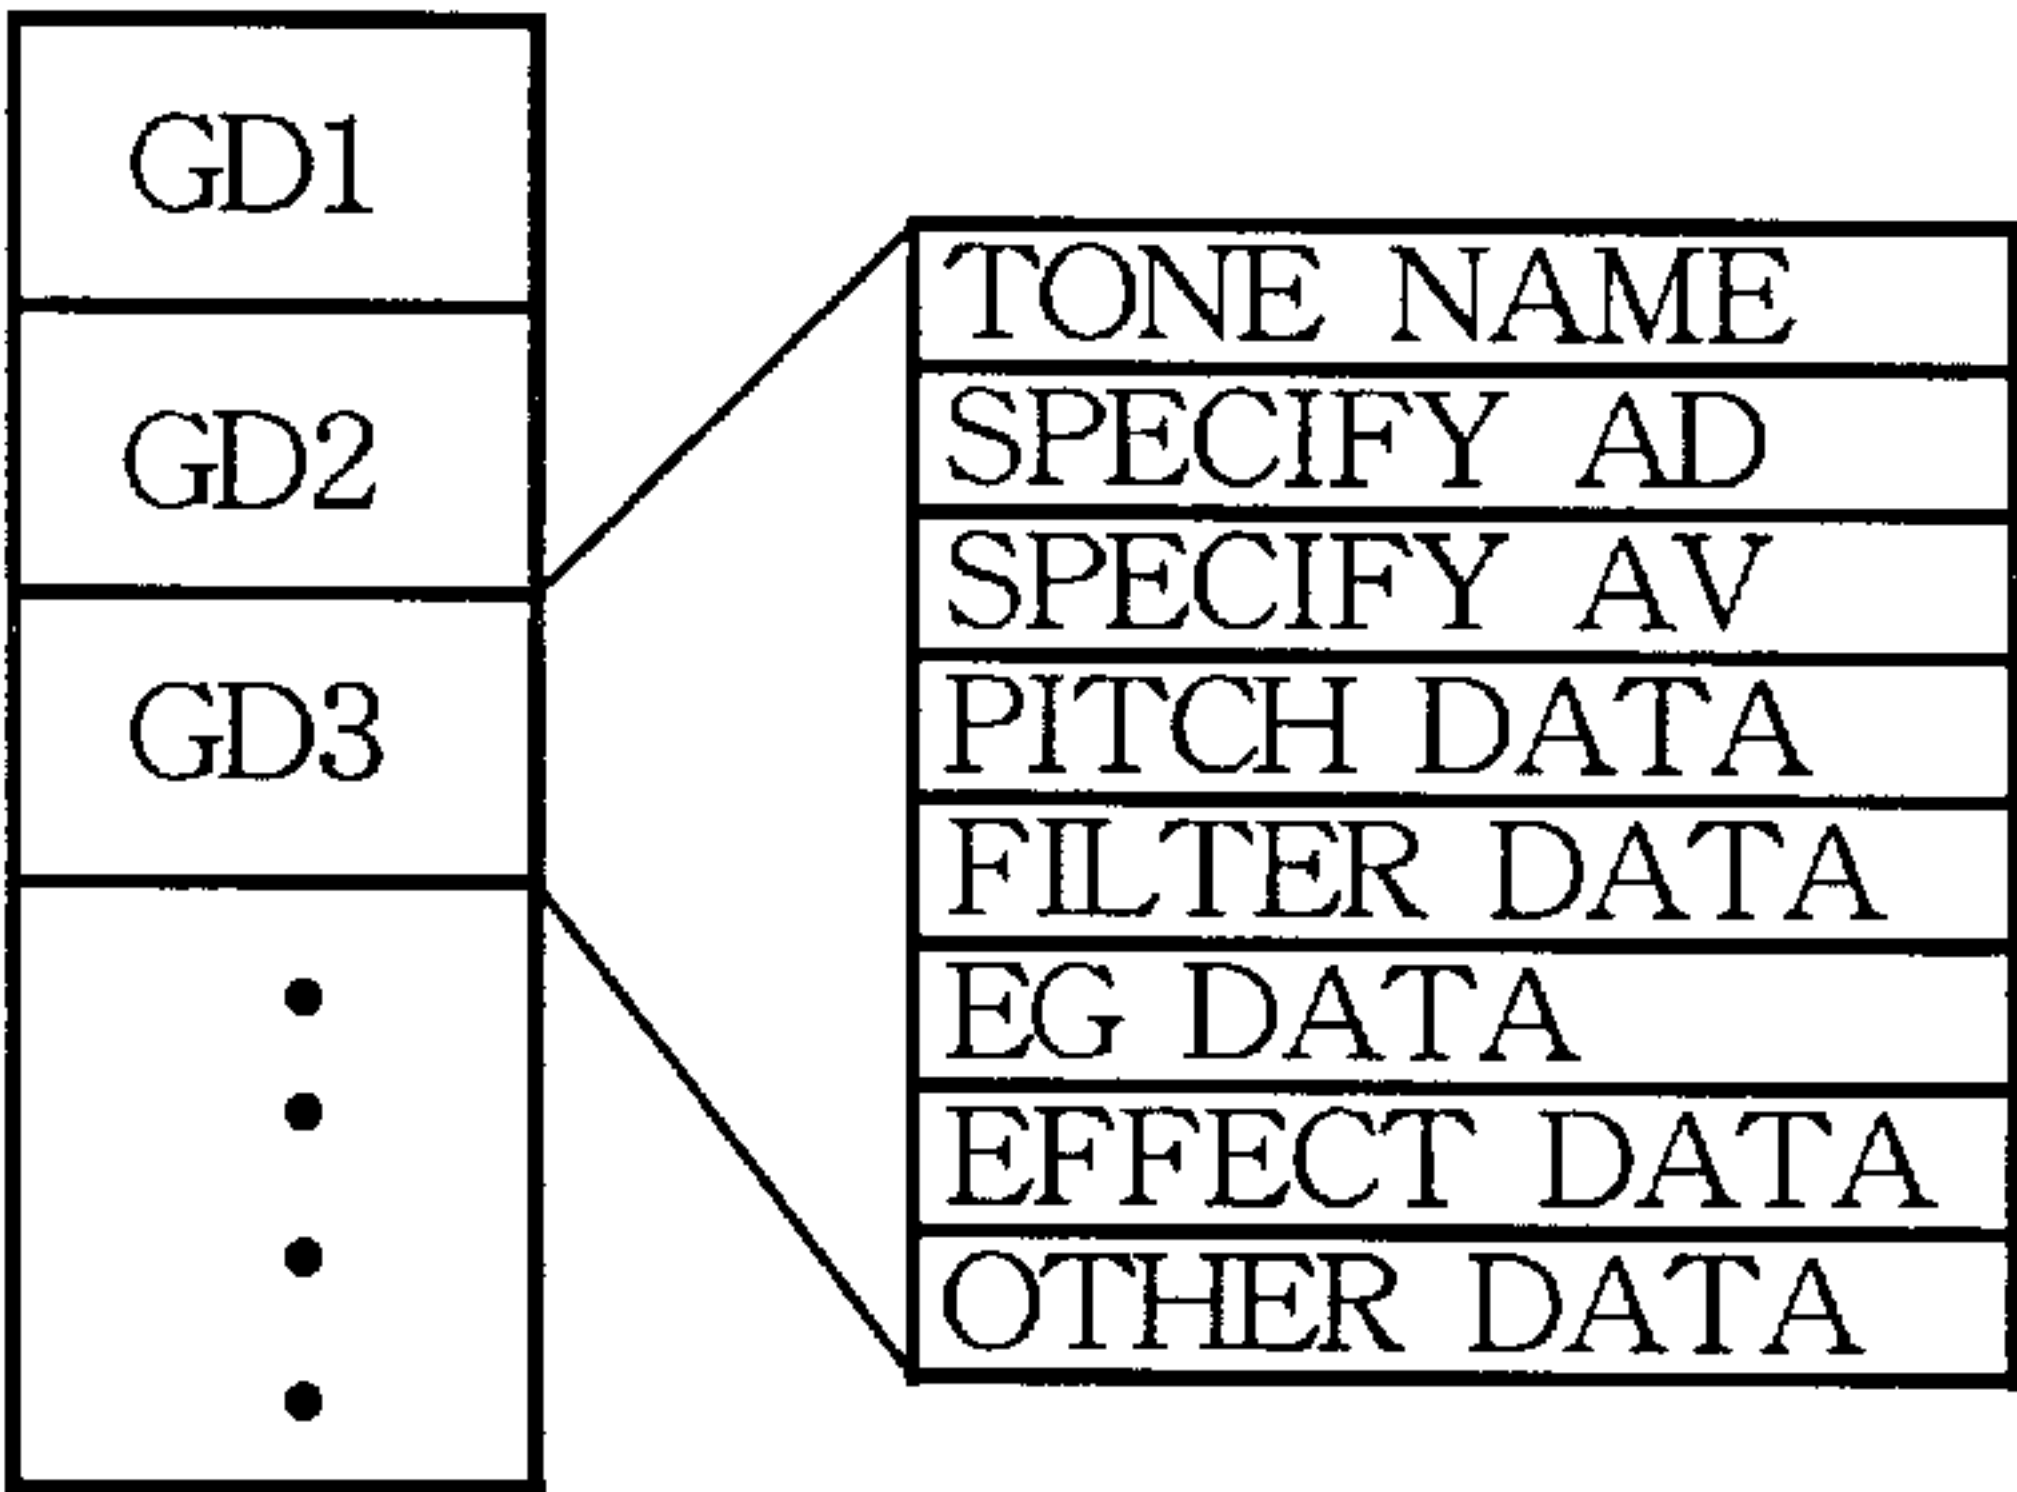 GD1
GD2
GD3
TONE NAME
SPECIFY AD
SPECIFY AV
PITCH DATA
FILTER DATA
EG DATA
EFFECT DATA
OTHER DATA